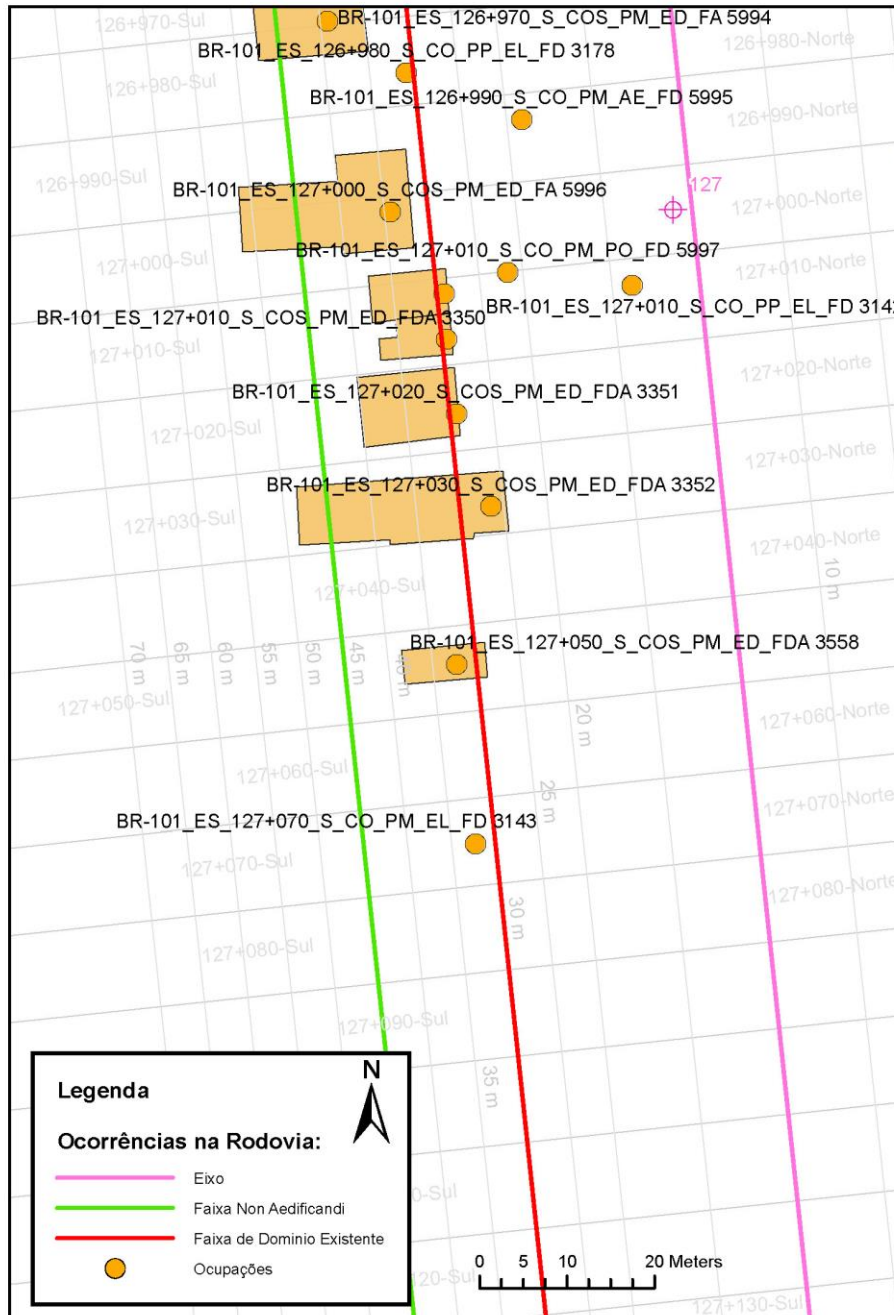 126+970-Sul
BR-101_ES_126+970_S_COS_PM_ED_FA 5994
126+980-Norte
BR-101_ES_126+980_S_CO_PP_EL_FD 3178
126+980-Sul
BR-101_ES_126+990_S_CO_PM_AE_FD 5995
126+990-Norte
126+990-Sul
BR-101_ES_127+000_S_COS_PM_ED_FA 5996
127
127+000-Norte
127+000-Sul
BR-101_ES_127+010_S_CO_PM_PO_FD 5997
127+010-Norte
BR-101_ES_127+010_S_CO_PP_EL_FD 3142
BR-101_ES_127+010_S_COS_PM_ED_FDA 3350
127+010-Sul
127+020-Norte
BR-101_ES_127+020_S_COS_PM_ED_FDA 3351
127+020-Sul
127+030-Norte
BR-101_ES_127+030_S_COS_PM_ED_FDA 3352
127+030-Sul
127+040-Norte
127+040-Sul
10 m
BR-101_ES_127+050_S_COS_PM_ED_FDA 3558
70 m
65 m
60 m
55 m
50 m
45 m
40 m
127+050-Sul
20 m
127+060-Norte
127+060-Sul
25 m
127+070-Norte
BR-101_ES_127+070_S_CO_PM_EL_FD 3143
127+070-Sul
127+080-Norte
30 m
127+080-Sul
127+090-Sul
35 m
Legenda
N
Ocorrências na Rodovia:
Eixo
Faixa Non Aedificandi
Faixa de Dominio Existente
Ocupações
0-Sul
120-Sul
0 5 10 20 Meters
127+130-Sul